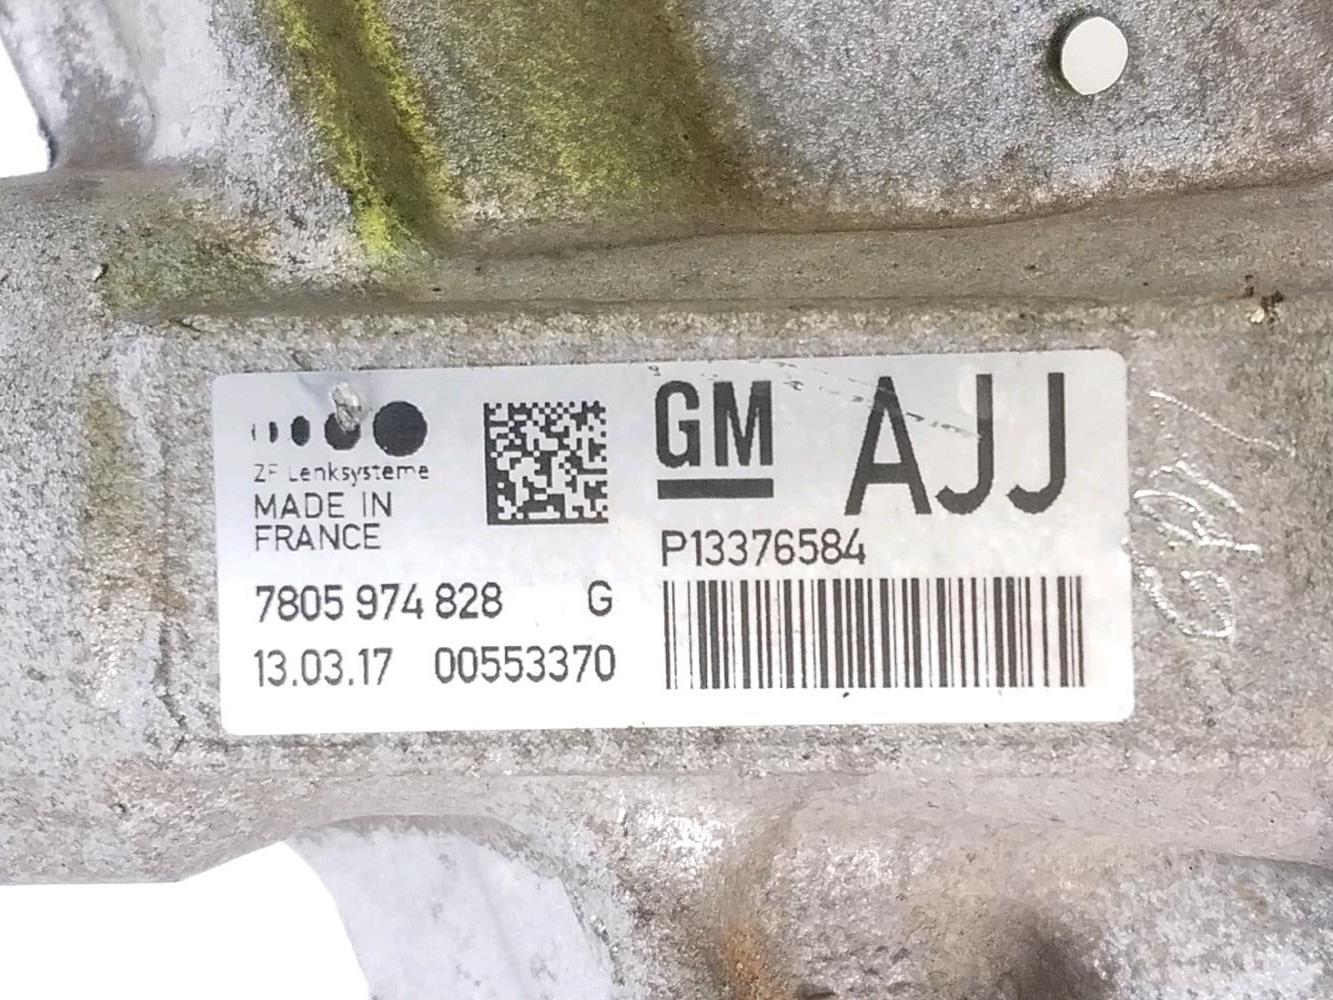 ZF Lenksysteme
MADE IN
FRANCE
GM AJJ
P13376584
7805 974 828 G
13.03.17 00553370